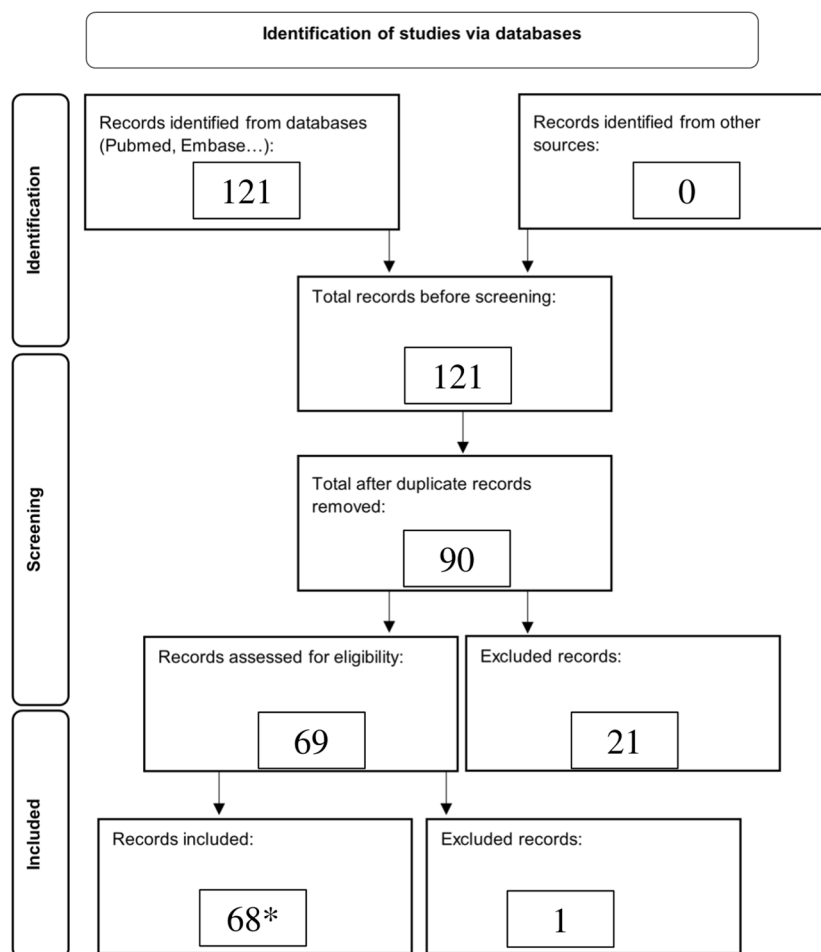 Identification of studies via databases
Identification
Records identified from databases
(Pubmed, Embase…):
121
Records identified from other
sources:
0
Total records before screening:
121
Screening
Total after duplicate records
removed:
90
Records assessed for eligibility:
69
Excluded records:
21
Included
Records included:
68*
Excluded records:
1